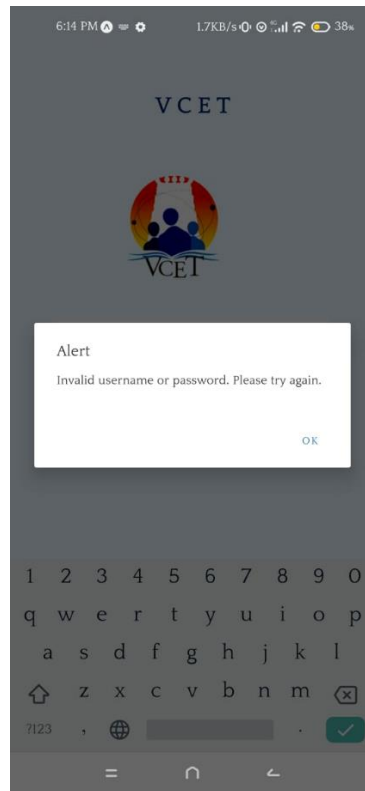 6:14 PM 1.7KB/s 4G 38%
VCET
VCET
Alert
Invalid username or password. Please try again.
OK
1 2 3 4 5 6 7 8 9 0
q w e r t y u i o p
a s d f g h j k l
z x c v b n m
?123 , .